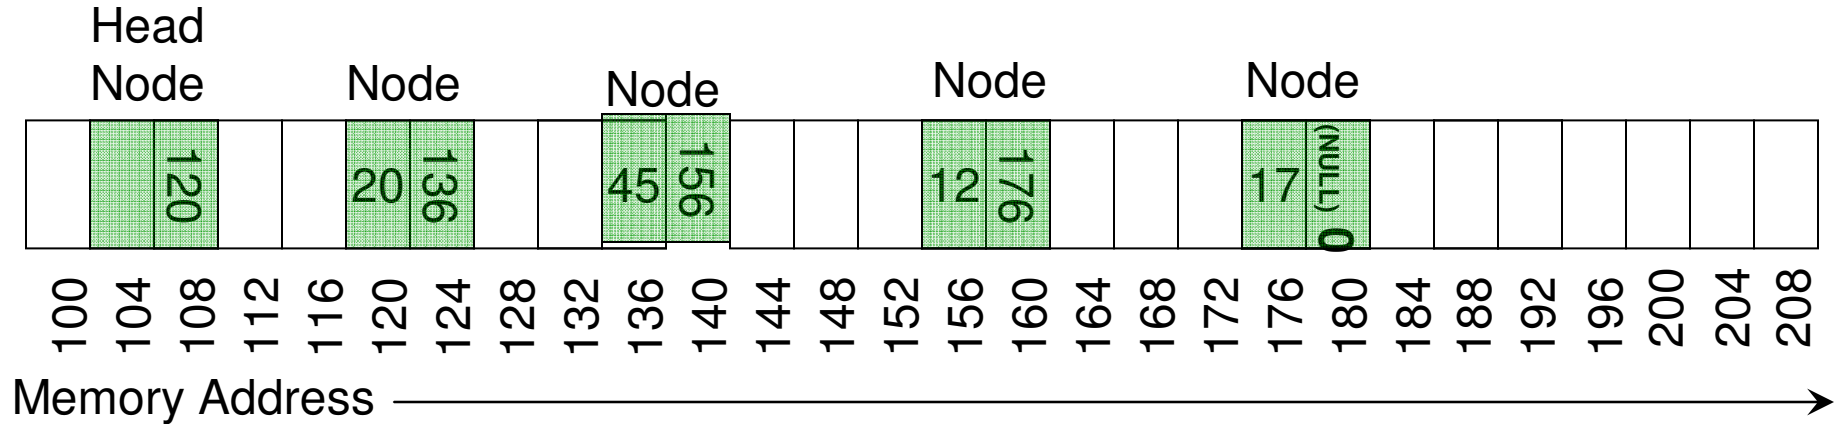 Head
Node Node Node Node Node
120 20 136 45 156 12 176 17 (NULL) 0
100 104 108 112 116 120 124 128 132 136 140 144 148 152 156 160 164 168 172 176 180 184 188 192 196 200 204 208
Memory Address